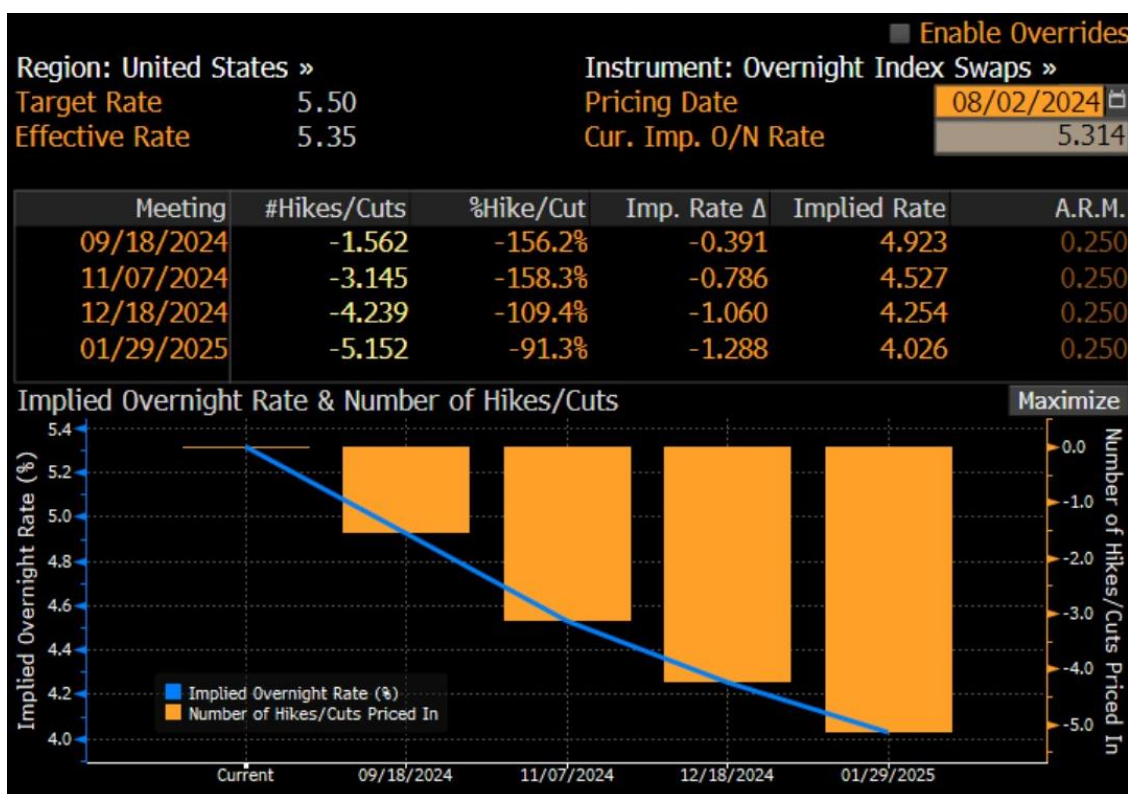 Enable Overrides
Region: United States » Instrument: Overnight Index Swaps »
Target Rate 5.50 Pricing Date 08/02/2024
Effective Rate 5.35 Cur. Imp. O/N Rate 5.314
Meeting #Hikes/Cuts %Hike/Cut Imp. Rate Δ Implied Rate A.R.M.
09/18/2024 -1.562 -156.2% -0.391 4.923 0.250
11/07/2024 -3.145 -158.3% -0.786 4.527 0.250
12/18/2024 -4.239 -109.4% -1.060 4.254 0.250
01/29/2025 -5.152 -91.3% -1.288 4.026 0.250
Implied Overnight Rate & Number of Hikes/Cuts Maximize
Implied Overnight Rate (%)
5.4
5.2
5.0
4.8
4.6
4.4
4.2
4.0
Implied Overnight Rate (%)
Number of Hikes/Cuts Priced In
0.0
-1.0
-2.0
-3.0
-4.0
-5.0
Number of Hikes/Cuts Priced In
Current 09/18/2024 11/07/2024 12/18/2024 01/29/2025